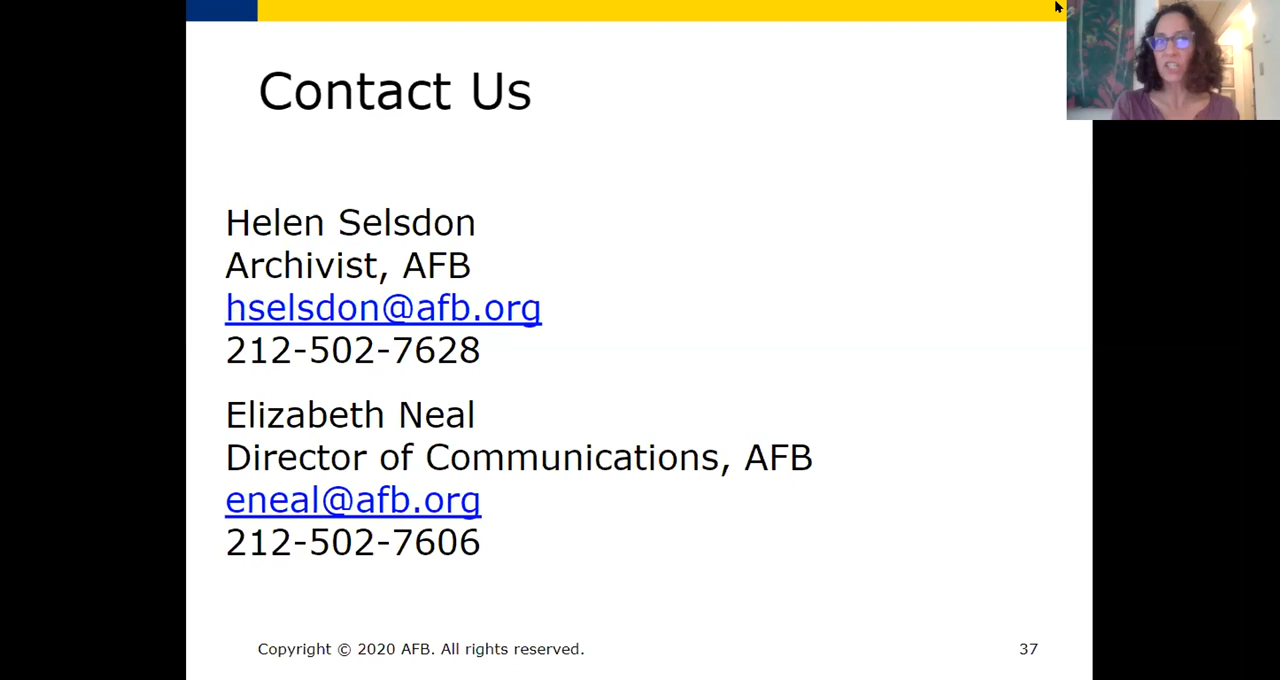 Contact Us
Helen Selsdon
Archivist, AFB
hselsdon@afb.org
212-502-7628
Elizabeth Neal
Director of Communications, AFB
eneal@afb.org
212-502-7606
Copyright © 2020 AFB. All rights reserved.
37